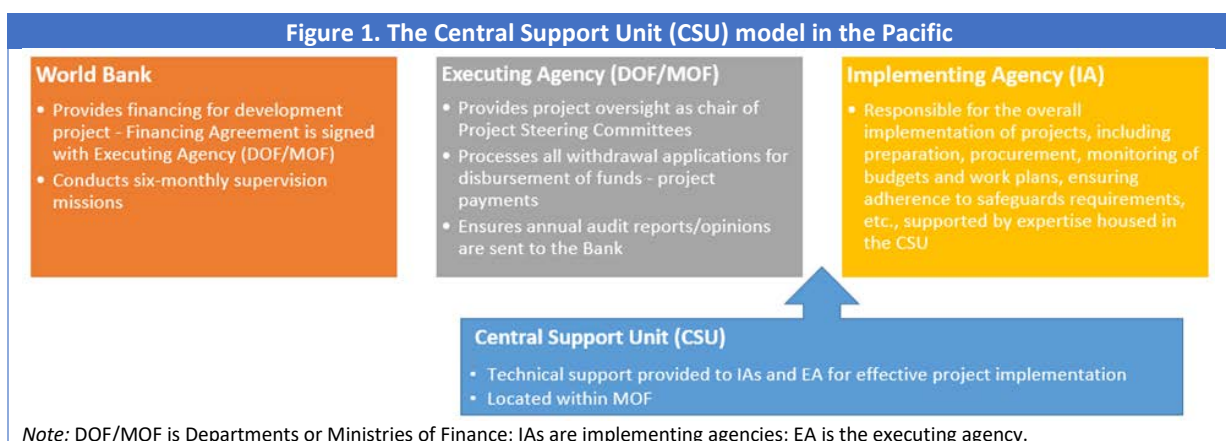 Figure 1. The Central Support Unit (CSU) model in the Pacific
World Bank
• Provides financing for development
project - Financing Agreement is signed
with Executing Agency (DOF/MOF)
• Conducts six-monthly supervision
missions
Executing Agency (DOF/MOF)
• Provides project oversight as chair of
Project Steering Committees
• Processes all withdrawal applications for
disbursement of funds - project
payments
• Ensures annual audit reports/opinions
are sent to the Bank
Implementing Agency (IA)
• Responsible for the overall
implementation of projects, including
preparation, procurement, monitoring of
budgets and work plans, ensuring
adherence to safeguards requirements,
etc., supported by expertise housed in
the CSU
Central Support Unit (CSU)
• Technical support provided to IAs and EA for effective project implementation
• Located within MOF
Note: DOF/MOF is Departments or Ministries of Finance; IAs are implementing agencies; EA is the executing agency.